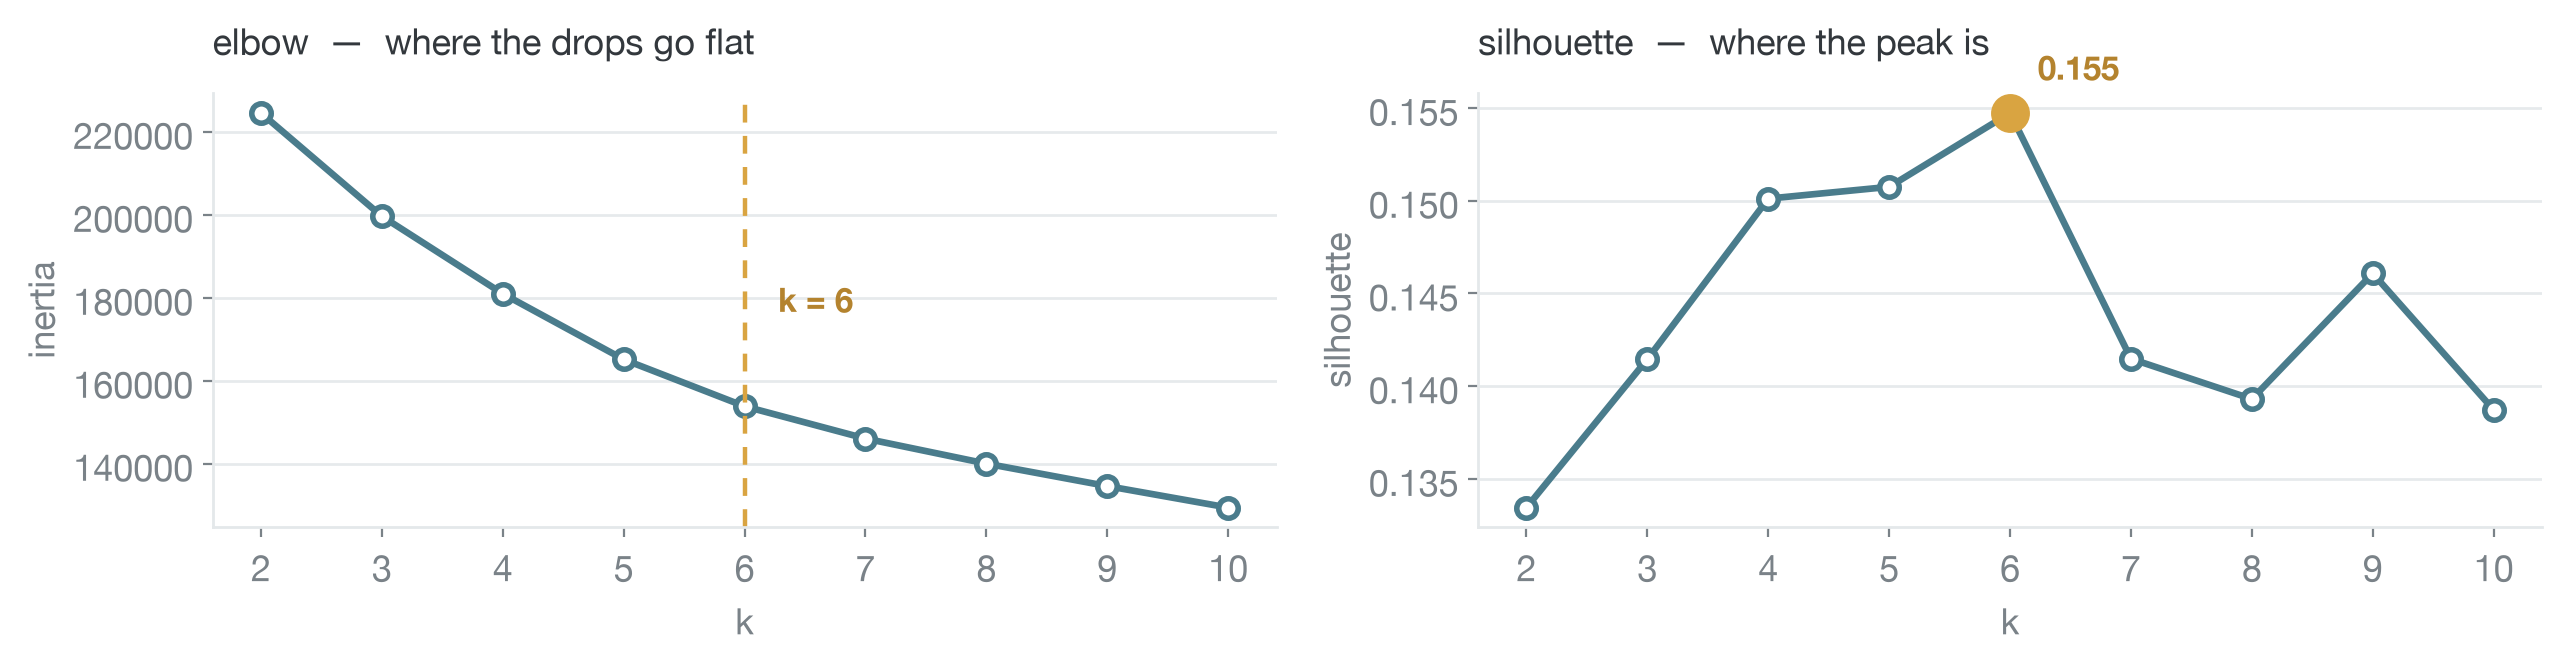 elbow — where the drops go flat
220000
200000
180000
160000
140000
inertia
k = 6
2 3 4 5 6 7 8 9 10
k
silhouette — where the peak is
0.155
0.155
0.150
0.145
0.140
0.135
silhouette
2 3 4 5 6 7 8 9 10
k